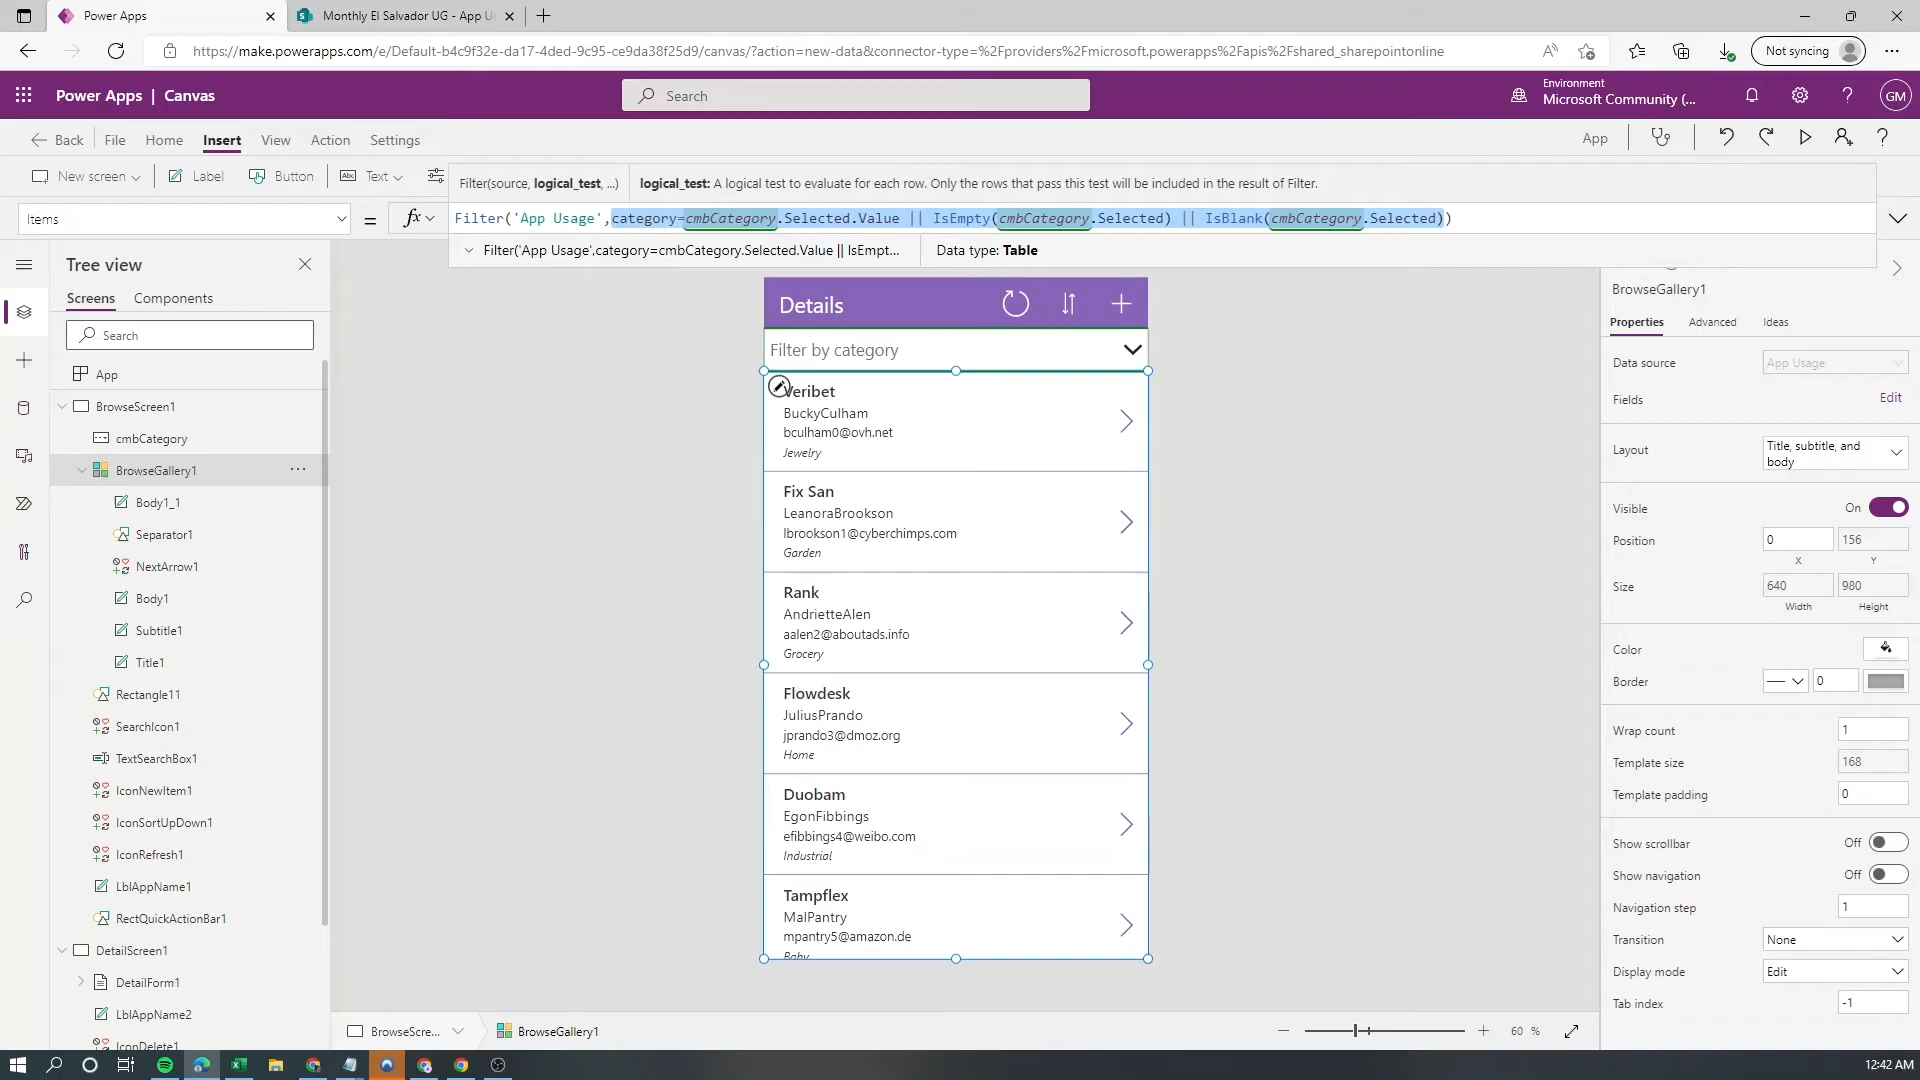 Power Apps
Monthly El Salvador UG - App U
https://make.powerapps.com/e/Default-b4c9f32e-da17-4ded-9c95-ce9da38f25d9/canvas/?action=new-data&connector-type=%2Fproviders%2Fmicrosoft.powerapps%2Fapis%2Fshared_sharepointonline
Not syncing
Power Apps | Canvas
Search
Environment
Microsoft Community (...
GM
Back
File
Home
Insert
View
Action
Settings
App
New screen
Label
Button
Text
Filter(source, logical_test, ...)
logical_test: A logical test to evaluate for each row. Only the rows that pass this test will be included in the result of Filter.
Items
=
fx
Filter('App Usage',category=cmbCategory.Selected.Value || IsEmpty(cmbCategory.Selected) || IsBlank(cmbCategory.Selected))
Filter('App Usage',category=cmbCategory.Selected.Value || IsEmpt...
Data type: Table
Tree view
Screens
Components
Search
App
BrowseScreen1
cmbCategory
BrowseGallery1
Body1_1
Separator1
NextArrow1
Body1
Subtitle1
Title1
Rectangle11
SearchIcon1
TextSearchBox1
IconNewItem1
IconSortUpDown1
IconRefresh1
LblAppName1
RectQuickActionBar1
DetailScreen1
DetailForm1
LblAppName2
IconDelete1
Details
Filter by category
Veribet
BuckyCulham
bculham0@ovh.net
Jewelry
Fix San
LeanoraBrookson
lbrookson1@cyberchimps.com
Garden
Rank
AndrietteAlen
aalen2@aboutads.info
Grocery
Flowdesk
JuliusPrando
jprando3@dmoz.org
Home
Duobam
EgonFibbings
efibbings4@weibo.com
Industrial
Tampflex
MalPantry
mpantry5@amazon.de
Baby
BrowseScre...
BrowseGallery1
60 %
BrowseGallery1
Properties
Advanced
Ideas
Data source
App Usage
Fields
Edit
Layout
Title, subtitle, and
body
Visible
On
Position
0
156
X
Y
Size
640
980
Width
Height
Color
Border
0
Wrap count
1
Template size
168
Template padding
0
Show scrollbar
Off
Show navigation
Off
Navigation step
1
Transition
None
Display mode
Edit
Tab index
-1
12:42 AM